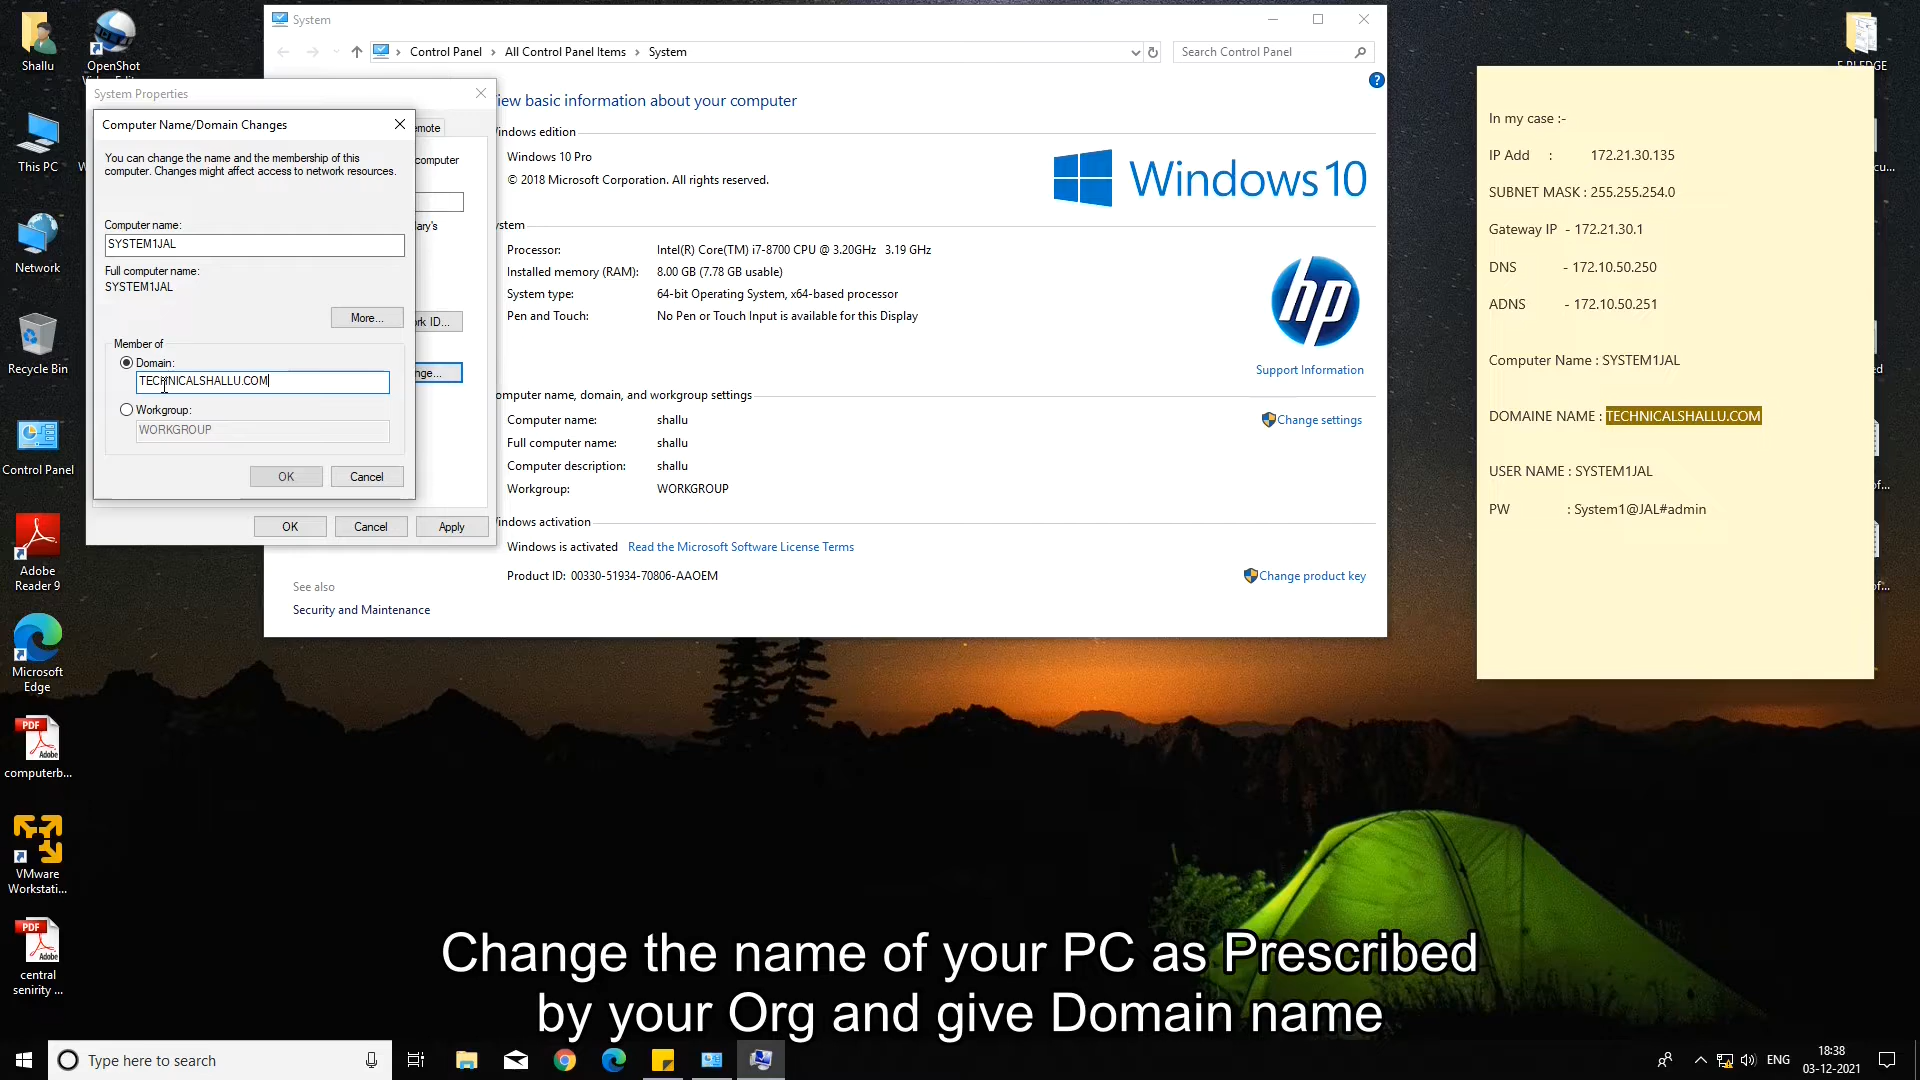 Shallu
OpenShot
This PC
Network
Recycle Bin
Control Panel
Adobe
Reader 9
Microsoft
Edge
PDF
Adobe
computerb...
VMware
Workstati...
PDF
Adobe
central
senirity ...
System
Control Panel > All Control Panel Items > System
Search Control Panel
?
iew basic information about your computer
indows edition
Windows 10 Pro
© 2018 Microsoft Corporation. All rights reserved.
Windows 10
ystem
Processor: Intel(R) Core(TM) i7-8700 CPU @ 3.20GHz 3.19 GHz
Installed memory (RAM): 8.00 GB (7.78 GB usable)
System type: 64-bit Operating System, x64-based processor
Pen and Touch: No Pen or Touch Input is available for this Display
hp
Support Information
omputer name, domain, and workgroup settings
Computer name: shallu
Change settings
Full computer name: shallu
Computer description: shallu
Workgroup: WORKGROUP
indows activation
Windows is activated Read the Microsoft Software License Terms
Product ID: 00330-51934-70806-AAOEM
Change product key
See also
Security and Maintenance
System Properties
emote
computer
ary's
rk ID...
nge...
OK
Cancel
Apply
Computer Name/Domain Changes
You can change the name and the membership of this
computer. Changes might affect access to network resources.
Computer name:
SYSTEM1JAL
Full computer name:
SYSTEM1JAL
More...
Member of
Domain:
TECHNICALSHALLU.COM
Workgroup:
WORKGROUP
OK
Cancel
In my case :-
IP Add : 172.21.30.135
SUBNET MASK : 255.255.254.0
Gateway IP - 172.21.30.1
DNS - 172.10.50.250
ADNS - 172.10.50.251
Computer Name : SYSTEM1JAL
DOMAINE NAME : TECHNICALSHALLU.COM
USER NAME : SYSTEM1JAL
PW : System1@JAL#admin
Change the name of your PC as Prescribed
by your Org and give Domain name
Type here to search
ENG
18:38
03-12-2021